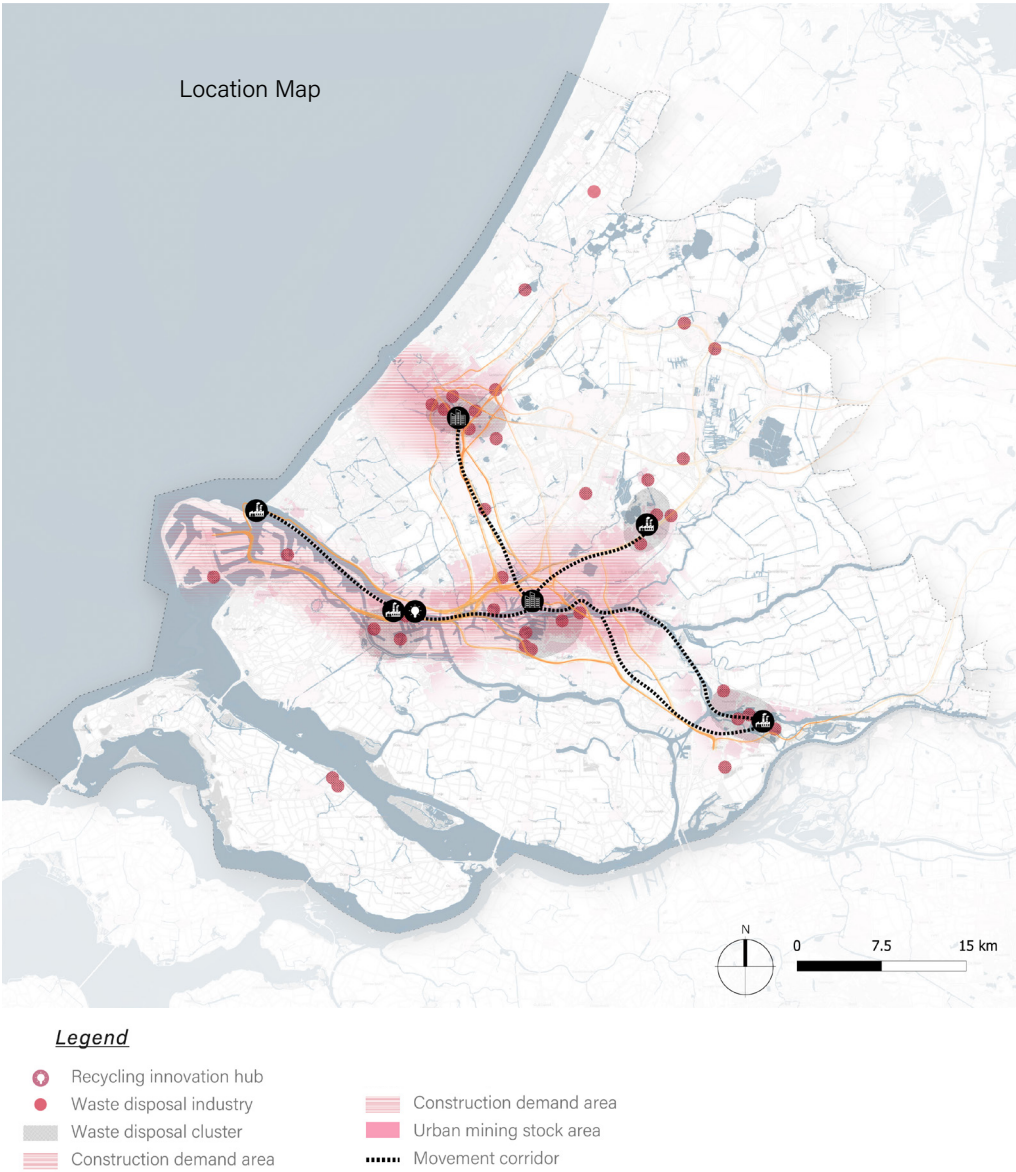 Location Map
N
0 7.5 15 km
Legend
Recycling innovation hub
Waste disposal industry
Waste disposal cluster
Construction demand area
Construction demand area
Urban mining stock area
Movement corridor